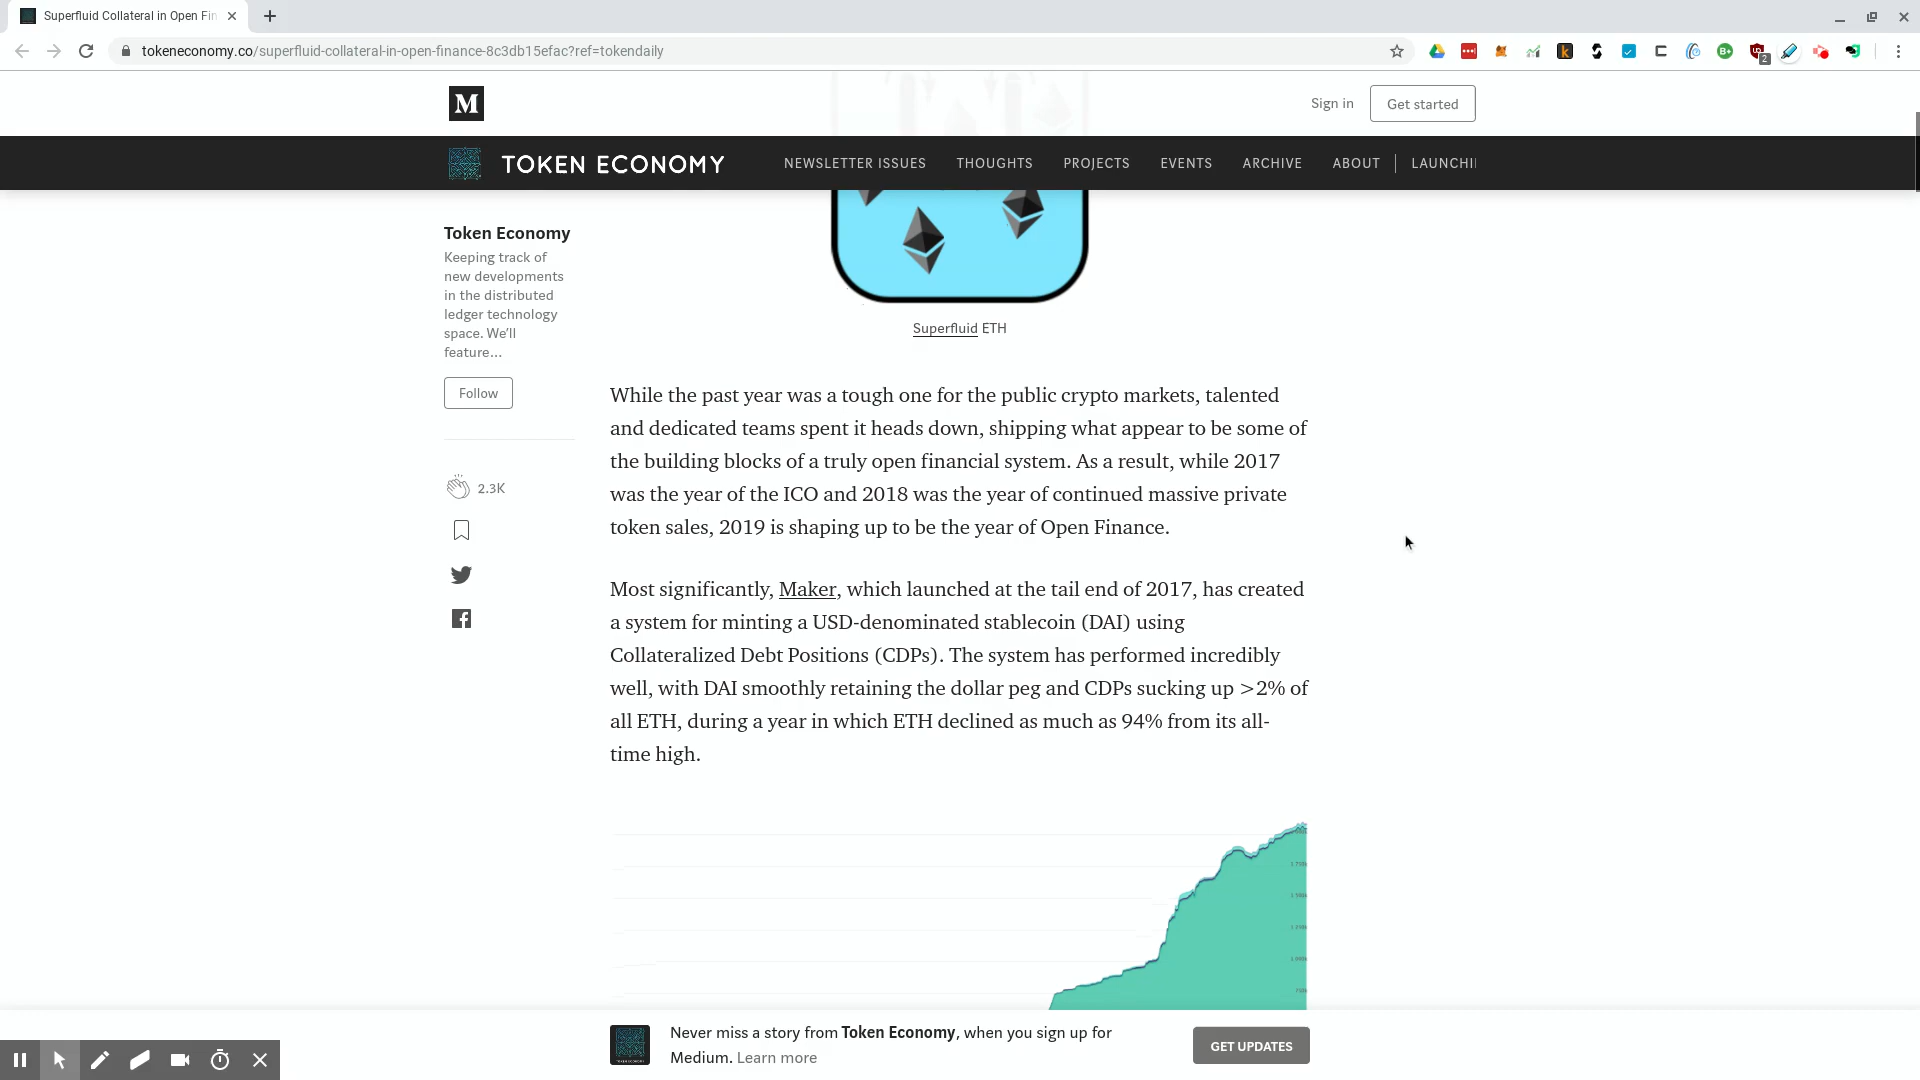 Superfluid Collateral in Open Fin
tokeneconomy.co/superfluid-collateral-in-open-finance-8c3db15efac?ref=tokendaily
2
M
Sign in
Get started
TOKEN ECONOMY
NEWSLETTER ISSUES
THOUGHTS
PROJECTS
EVENTS
ARCHIVE
ABOUT
LAUNCHI
Token Economy
Keeping track of
new developments
in the distributed
ledger technology
space. We'll
feature...
Follow
2.3K
Superfluid ETH
While the past year was a tough one for the public crypto markets, talented
and dedicated teams spent it heads down, shipping what appear to be some of
the building blocks of a truly open financial system. As a result, while 2017
was the year of the ICO and 2018 was the year of continued massive private
token sales, 2019 is shaping up to be the year of Open Finance.
Most significantly, Maker, which launched at the tail end of 2017, has created
a system for minting a USD-denominated stablecoin (DAI) using
Collateralized Debt Positions (CDPs). The system has performed incredibly
well, with DAI smoothly retaining the dollar peg and CDPs sucking up >2% of
all ETH, during a year in which ETH declined as much as 94% from its all-
time high.
Never miss a story from Token Economy, when you sign up for
Medium. Learn more
GET UPDATES